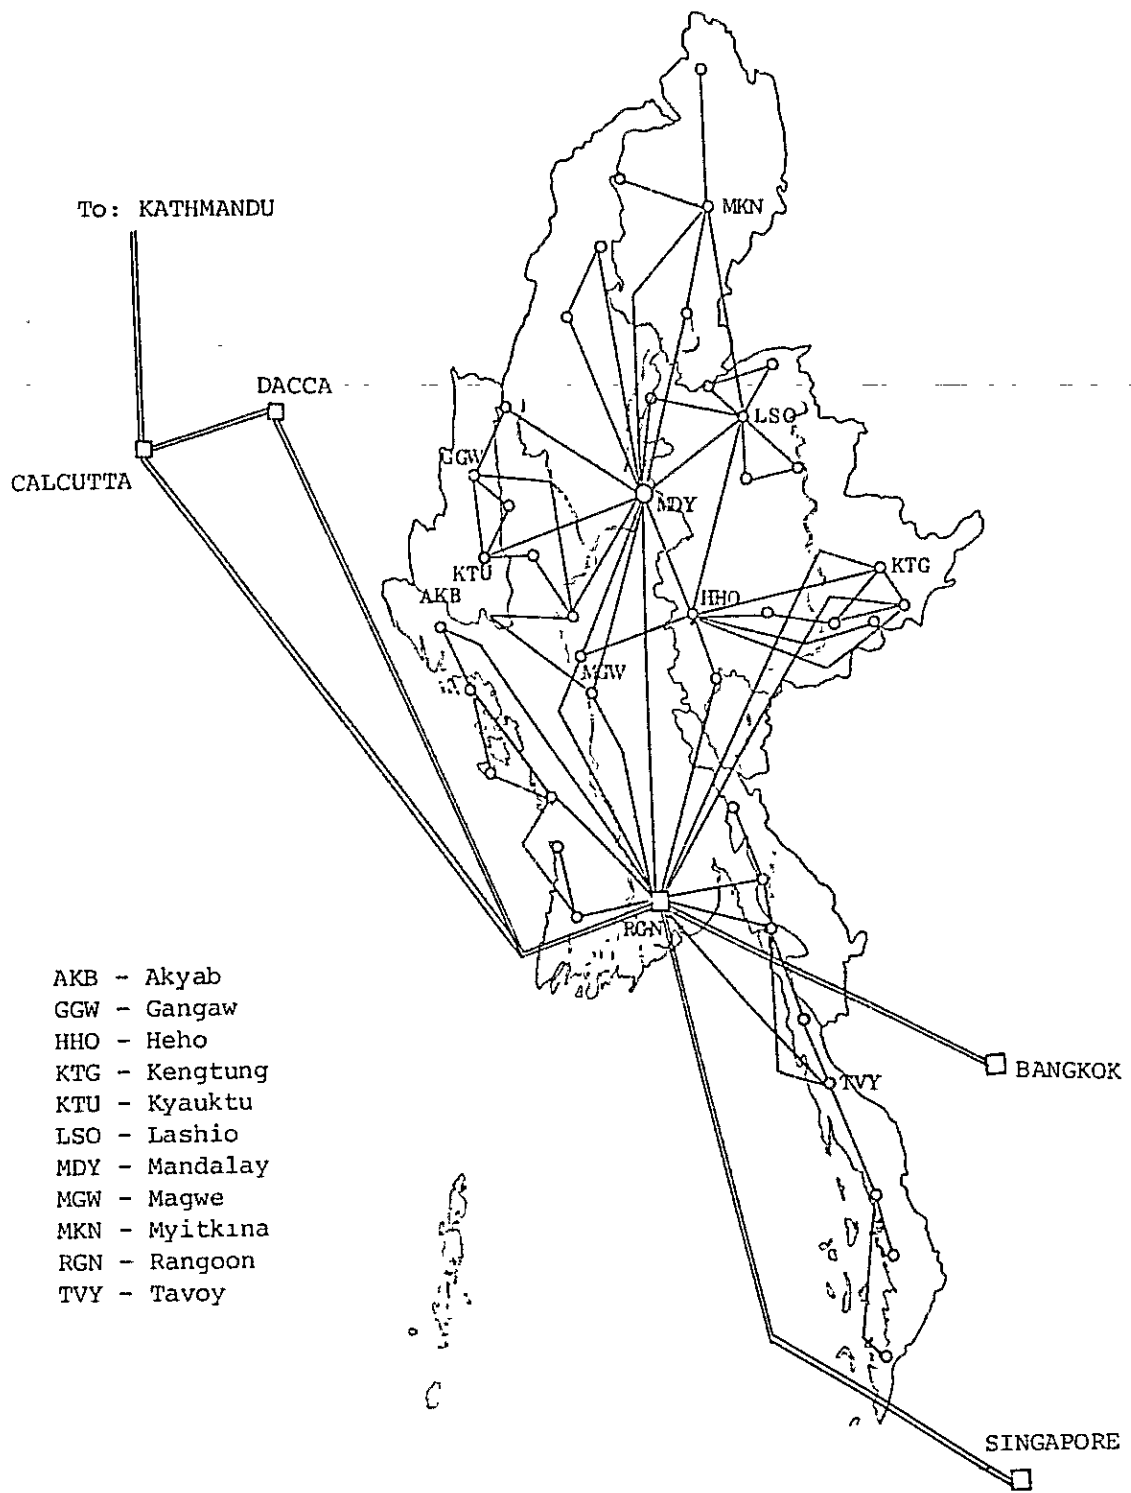 To: KATHMANDU
MKN
DACCA
LSO
CALCUTTA
GGW
MDY
KTU
KTG
AKB
HHO
MGW
RGN
AKB - Akyab
GGW - Gangaw
HHO - Heho
KTG - Kengtung
KTU - Kyauktu
LSO - Lashio
MDY - Mandalay
MGW - Magwe
MKN - Myitkina
RGN - Rangoon
TVY - Tavoy
BANGKOK
TVY
SINGAPORE